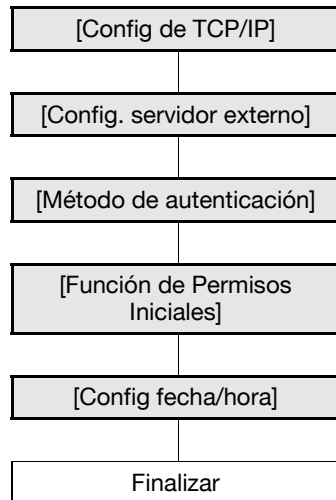 [Config de TCP/IP]
[Config. servidor externo]
[Método de autenticación]
[Función de Permisos
Iniciales]
[Config fecha/hora]
Finalizar